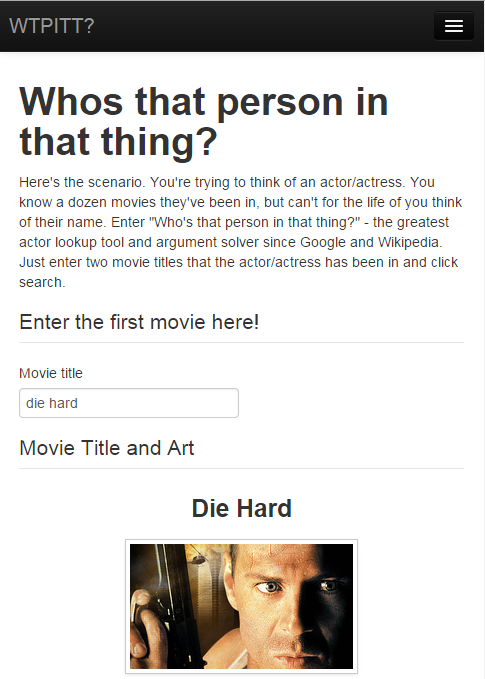 WTPITT?
Whos that person in
that thing?
Here's the scenario. You're trying to think of an actor/actress. You
know a dozen movies they've been in, but can't for the life of you think
of their name. Enter "Who's that person in that thing?" - the greatest
actor lookup tool and argument solver since Google and Wikipedia.
Just enter two movie titles that the actor/actress has been in and click
search.
Enter the first movie here!
Movie title
die hard
Movie Title and Art
Die Hard